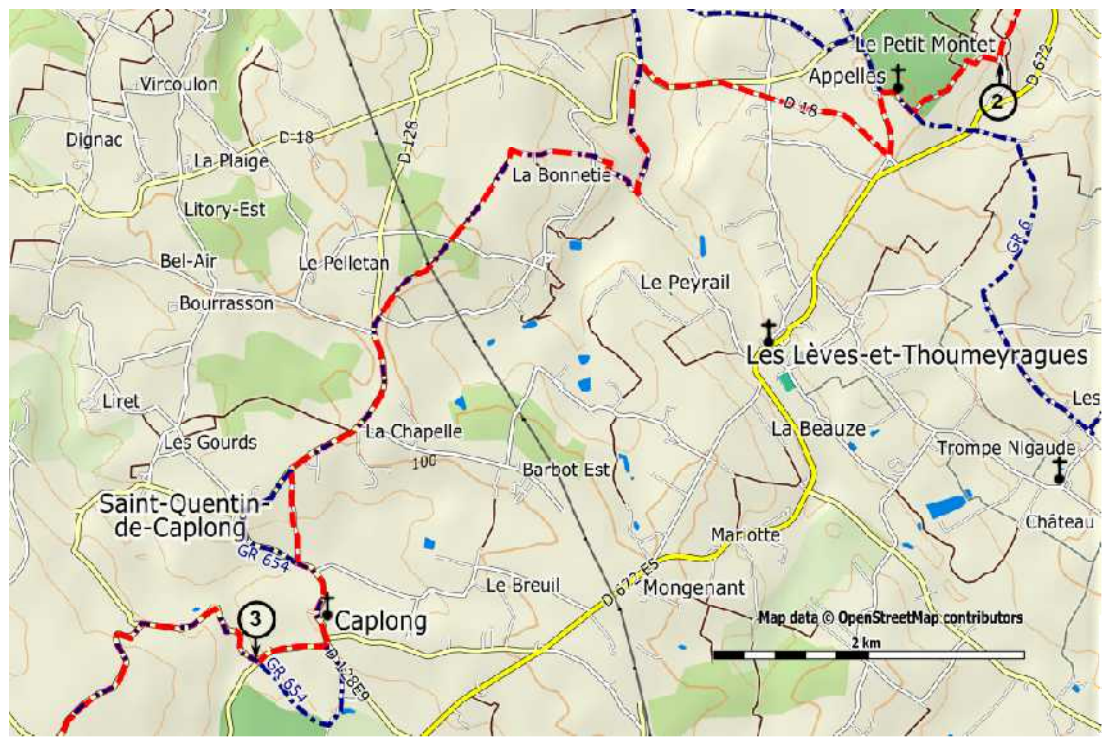 Le Petit Montet
D 622
Appelles
Vircoulon
2
D 18
D 18
Dignac
D 128
La Plaige
La Bonnetie
Litory-Est
GR 6
Bel-Air
Le Pelletan
Le Peyrail
Bourrasson
Les Lèves-et-Thoumeyragues
Liret
Les
La Chapelle
La Beauze
Les Gourds
Trompe Nigaude
100
Barbot Est
Saint-Quentin-
de-Caplong
Château
Marlotte
GR 654
D 672 E5
Le Breuil
Mongenant
3
Caplong
Map data © OpenStreetMap contributors
2 km
GR 654
D 128E9